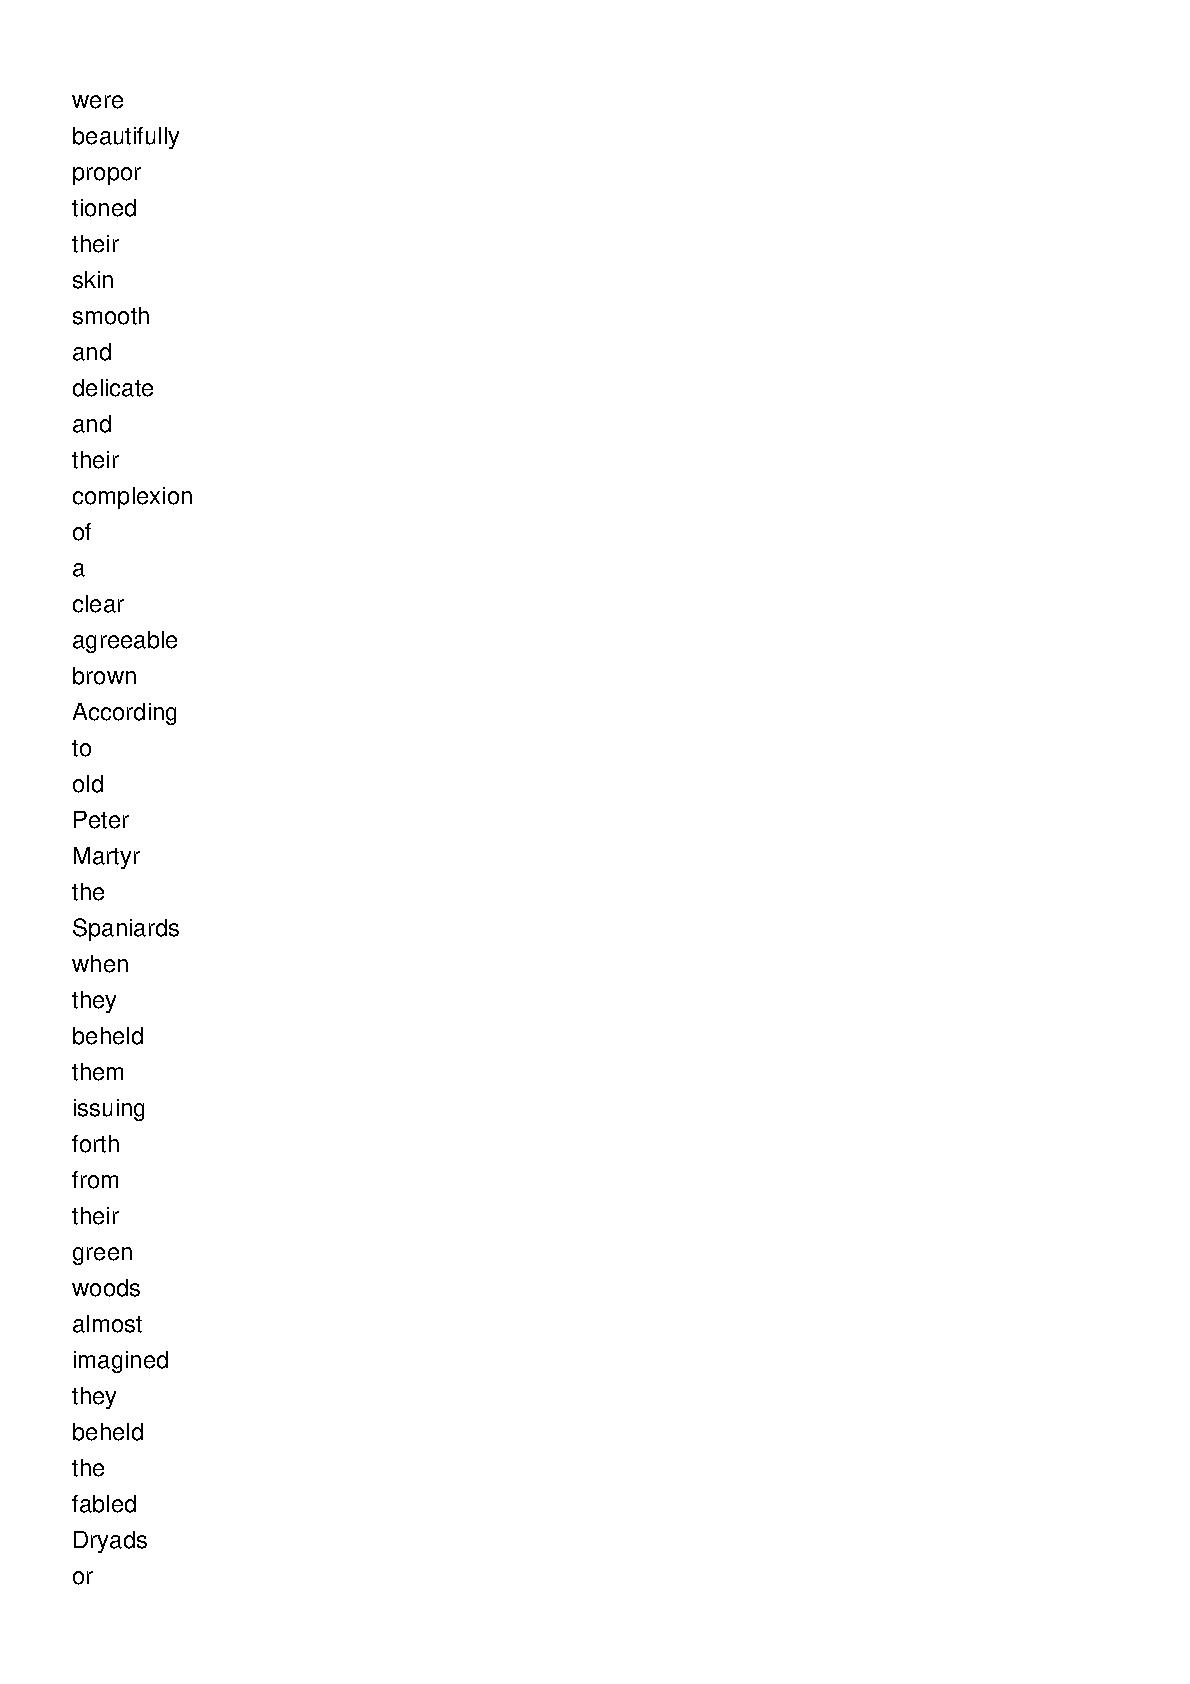 were
beautifully
propor
tioned
their
skin
smooth
and
delicate
and
their
complexion
of
a
clear
agreeable
brown
According
to
old
Peter
Martyr
the
Spaniards
when
they
beheld
them
issuing
forth
from
their
green
woods
almost
imagined
they
beheld
the
fabled
Dryads
or